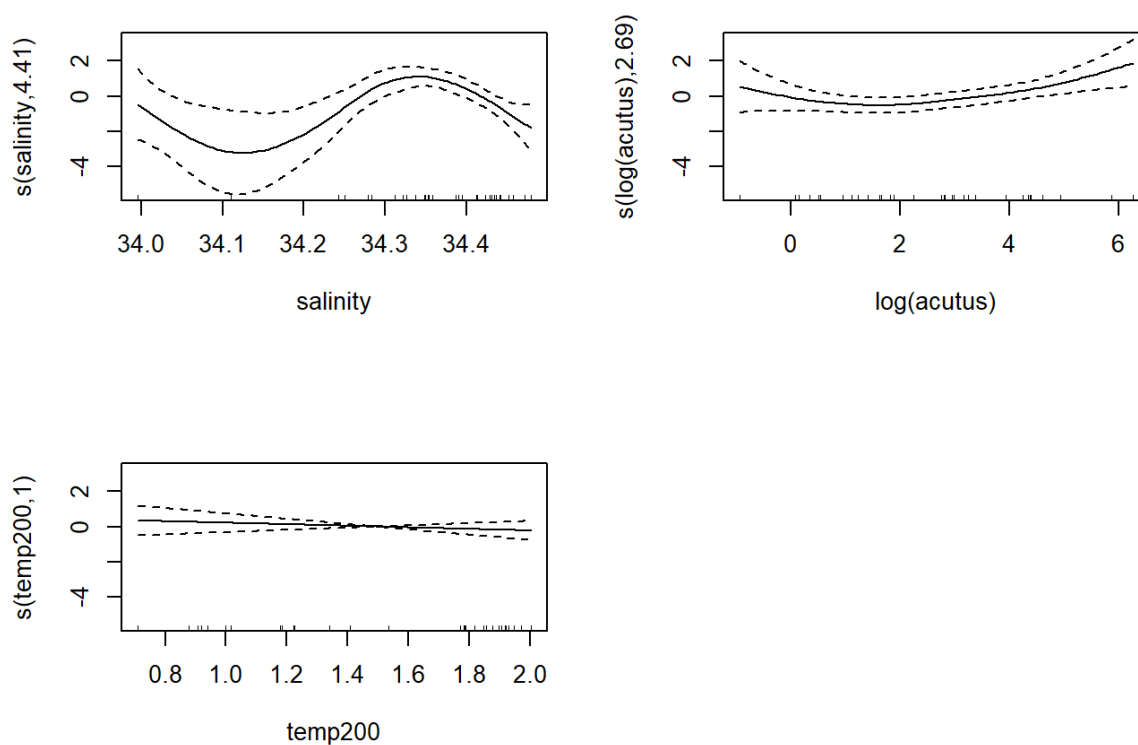 s(salinity,4.41)
2
0
-4
34.0 34.1 34.2 34.3 34.4
salinity
s(log(acutus),2.69)
2
0
-4
0 2 4 6
log(acutus)
s(temp200,1)
2
0
-4
0.8 1.0 1.2 1.4 1.6 1.8 2.0
temp200